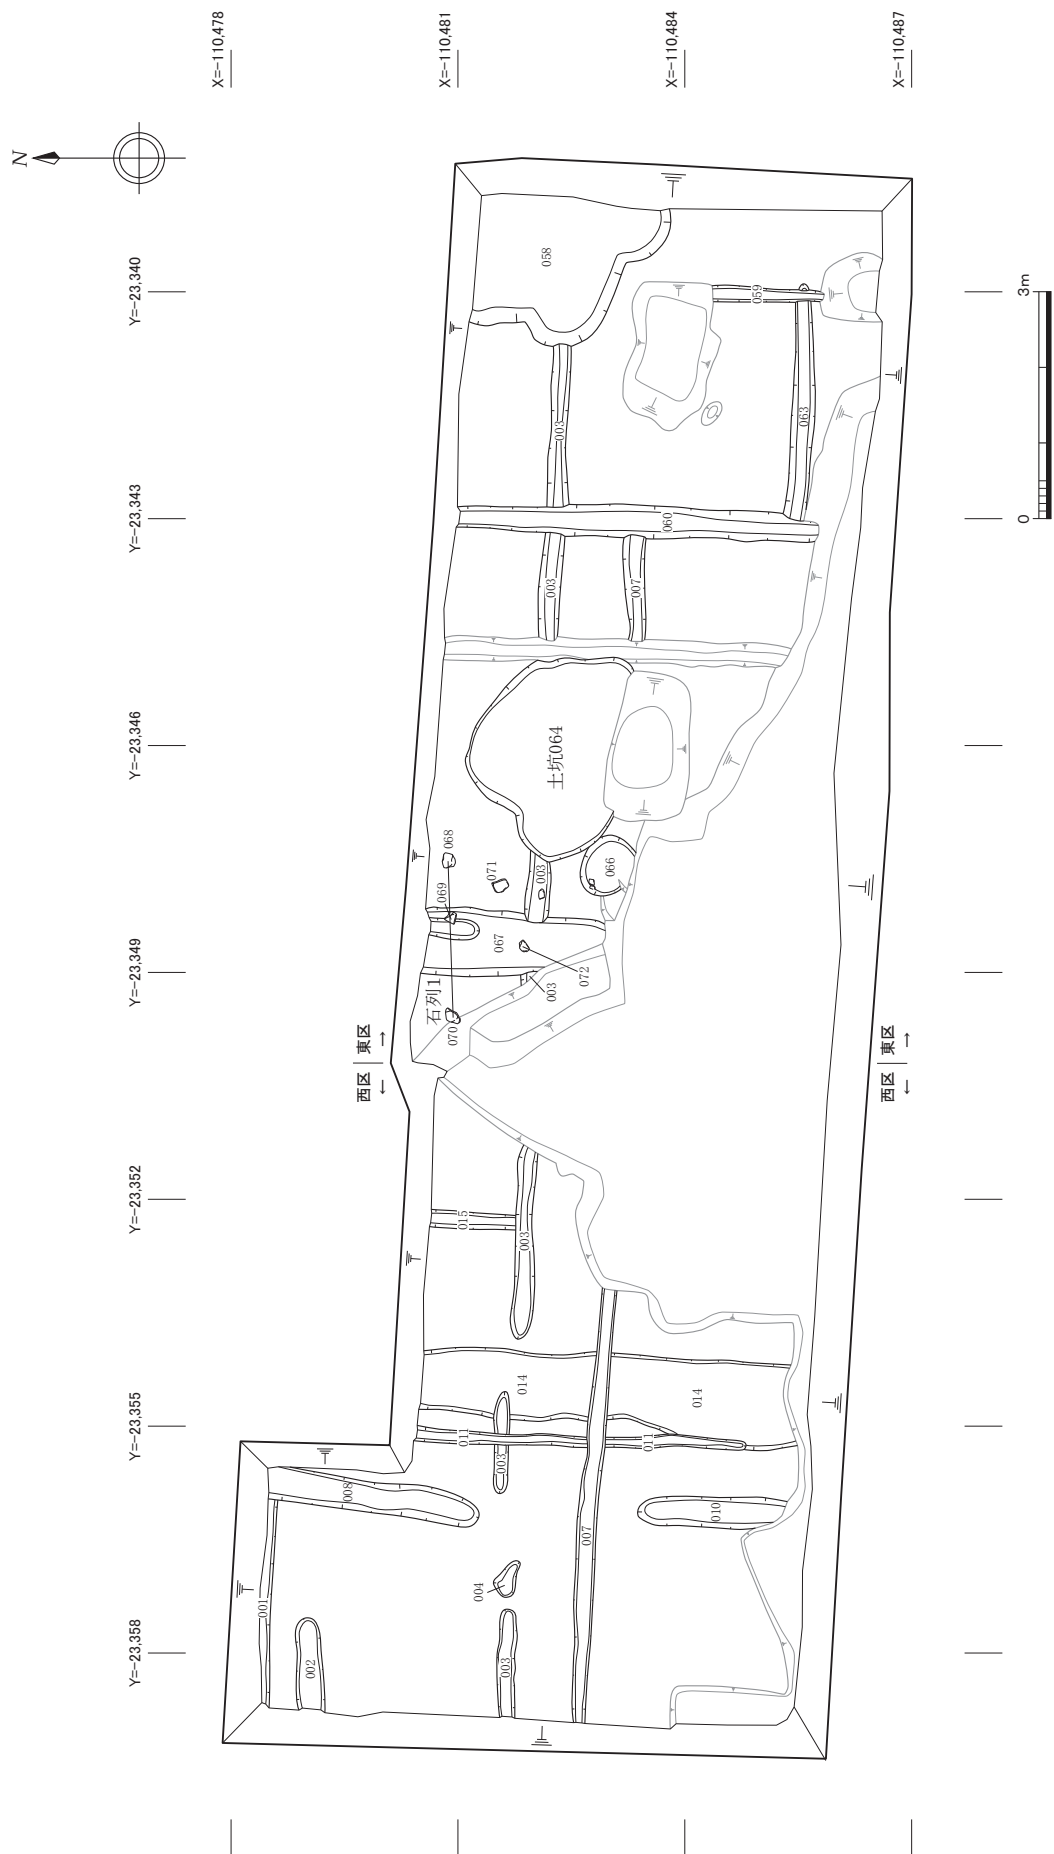 X=-110,478
X=-110,481
X=-110,484
X=-110,487
N
Y=-23,340
Y=-23,343
Y=-23,346
Y=-23,349
Y=-23,352
Y=-23,355
Y=-23,358
0
3m
058
059
003
063
060
003
007
土坑064
068
071
069
003
066
067
072
003
石列1
070
西区
←
東区
→
西区
←
東区
→
015
003
014
014
011
011
003
008
010
007
004
001
002
003